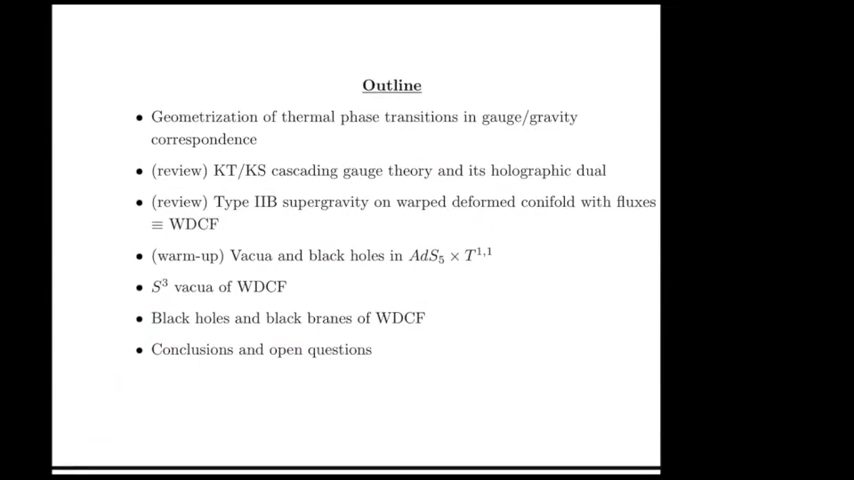 Outline
• Geometrization of thermal phase transitions in gauge/gravity
correspondence
• (review) KT/KS cascading gauge theory and its holographic dual
• (review) Type IIB supergravity on warped deformed conifold with fluxes
≡ WDCF
• (warm-up) Vacua and black holes in AdS₅ × T¹,¹
• S³ vacua of WDCF
• Black holes and black branes of WDCF
• Conclusions and open questions